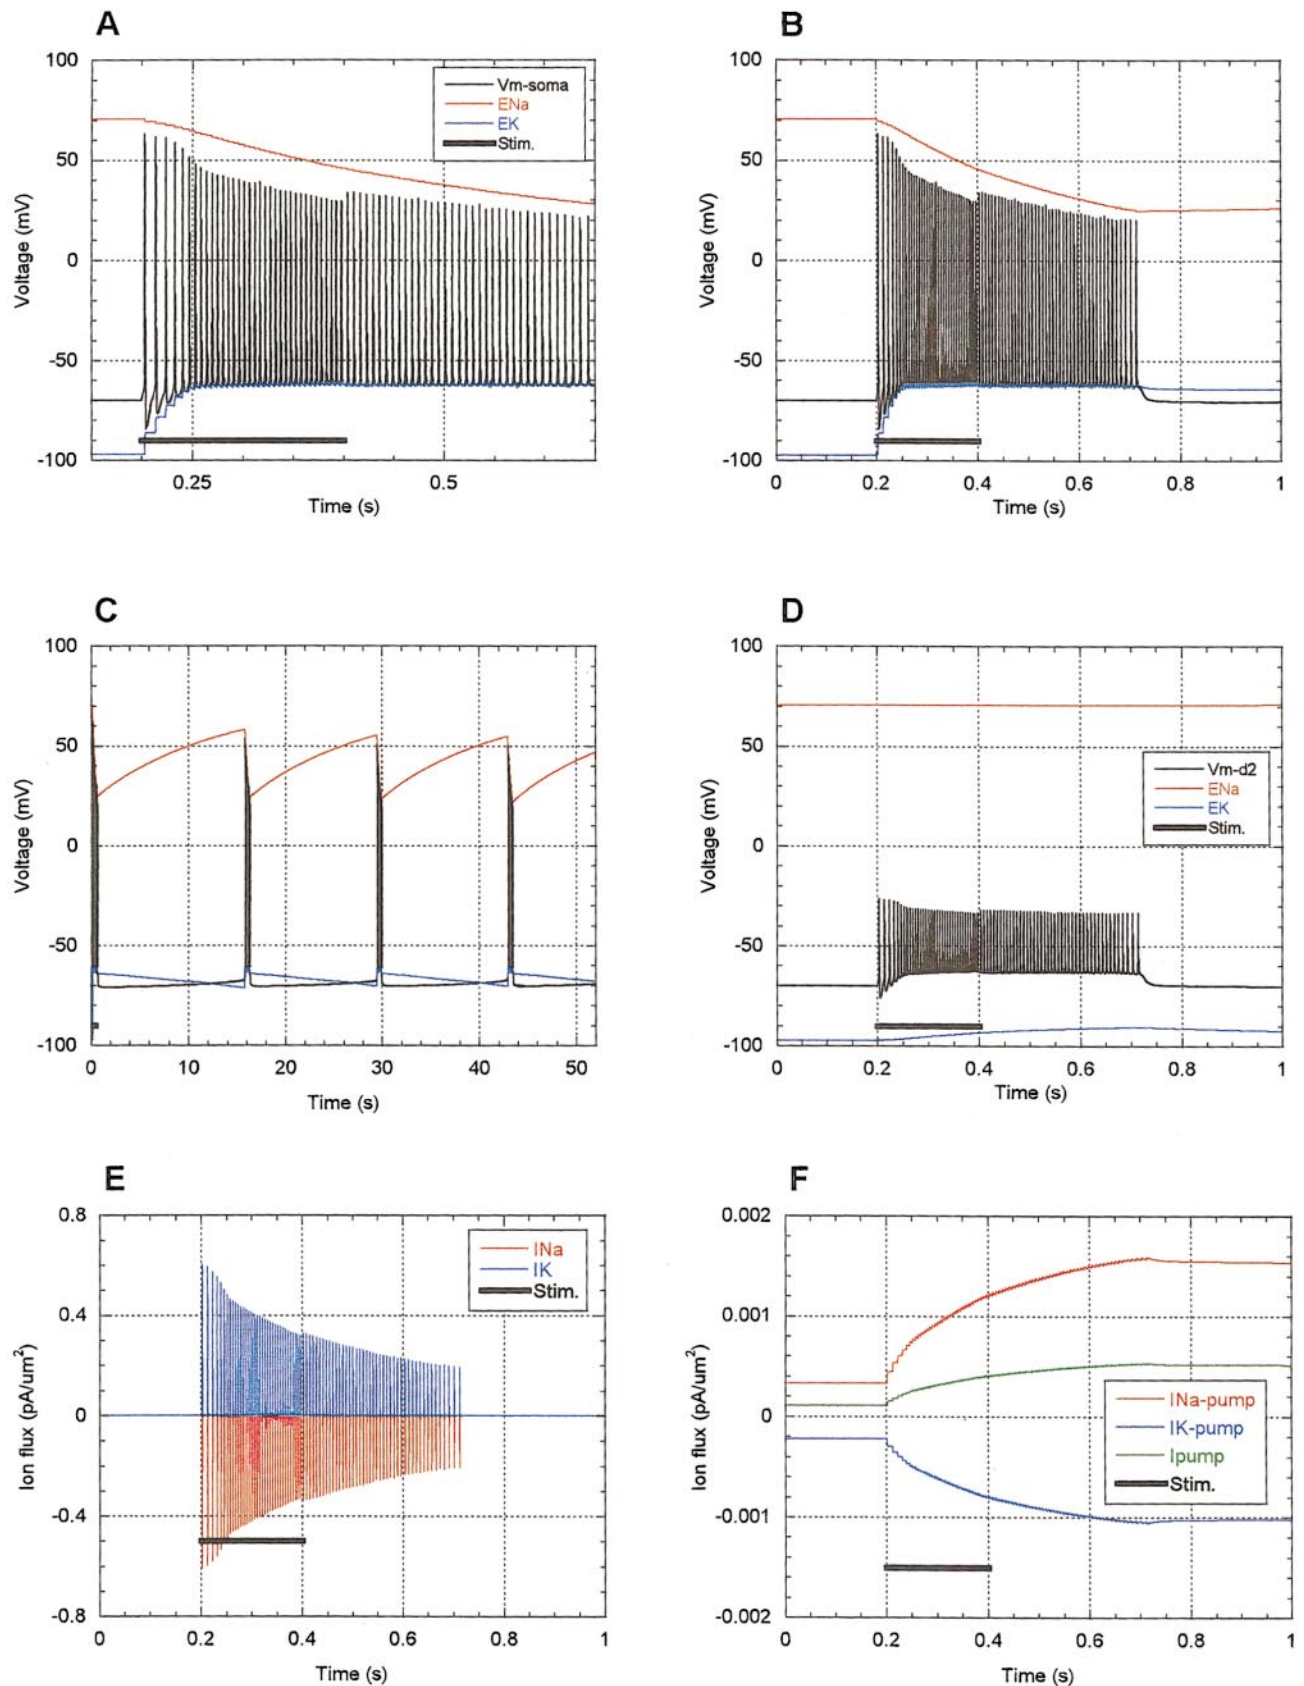 A
100
50
0
-50
-100
Voltage (mV)
0.25
0.5
Time (s)
Vm-soma
ENa
EK
Stim.
B
100
50
0
-50
-100
Voltage (mV)
0
0.2
0.4
0.6
0.8
1
Time (s)
C
100
50
0
-50
-100
Voltage (mV)
0
10
20
30
40
50
Time (s)
D
100
50
0
-50
-100
Voltage (mV)
0
0.2
0.4
0.6
0.8
1
Time (s)
Vm-d2
ENa
EK
Stim.
E
0.8
0.4
0
-0.4
-0.8
Ion flux (pA/um²)
0
0.2
0.4
0.6
0.8
1
Time (s)
INa
IK
Stim.
F
0.002
0.001
0
-0.001
-0.002
Ion flux (pA/um²)
0
0.2
0.4
0.6
0.8
1
Time (s)
INa-pump
IK-pump
Ipump
Stim.